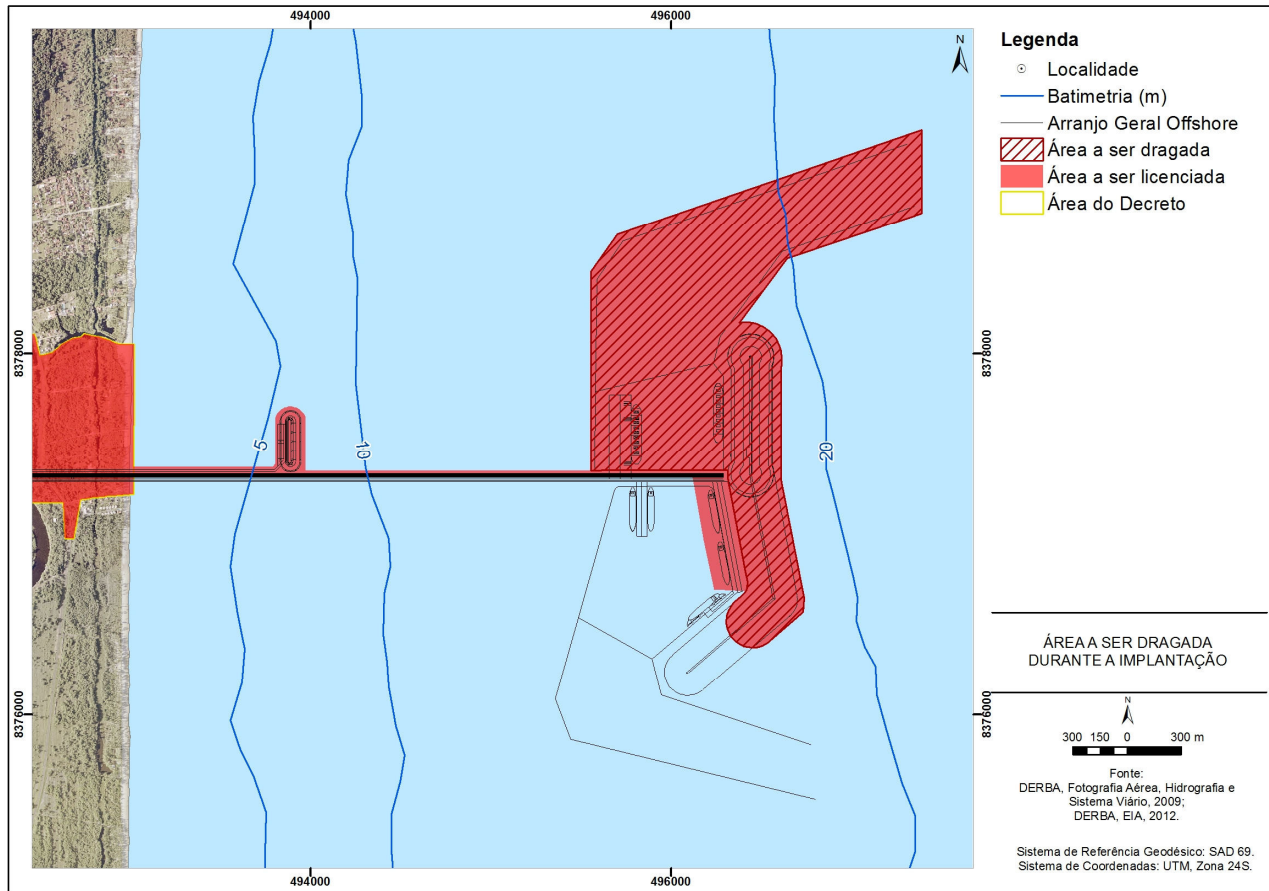 494000
496000
N
Legenda
Localidade
Batimetria (m)
Arranjo Geral Offshore
Área a ser dragada
Área a ser licenciada
Área do Decreto
8378000
8378000
5
10
20
8376000
8376000
ÁREA A SER DRAGADA
DURANTE A IMPLANTAÇÃO
N
300 150 0 300 m
Fonte:
DERBA, Fotografia Aérea, Hidrografia e
Sistema Viário, 2009;
DERBA, EIA, 2012.
Sistema de Referência Geodésico: SAD 69.
Sistema de Coordenadas: UTM, Zona 24S.
494000
496000